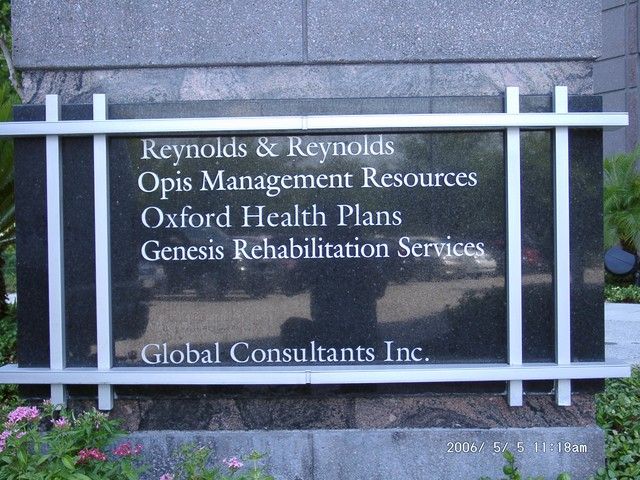 Reynolds & Reynolds
Opis Management Resources
Oxford Health Plans
Genesis Rehabilitation Services
Global Consultants Inc.
2006/ 5/ 5 11:18am